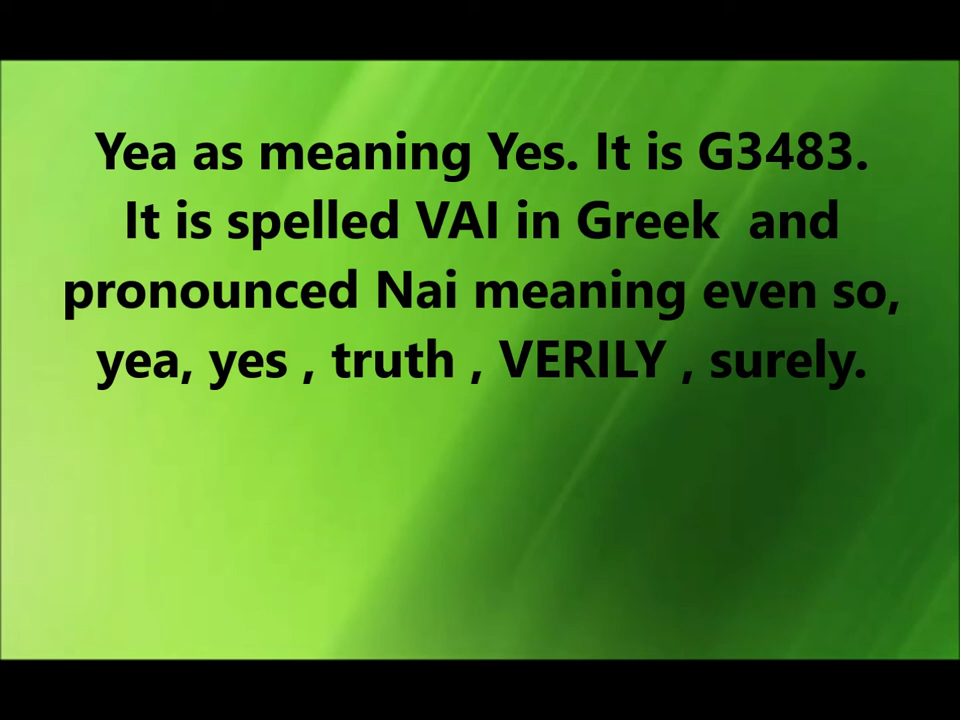 Yea as meaning Yes. It is G3483.
It is spelled VAI in Greek  and
pronounced Nai meaning even so,
yea, yes , truth , VERILY , surely.